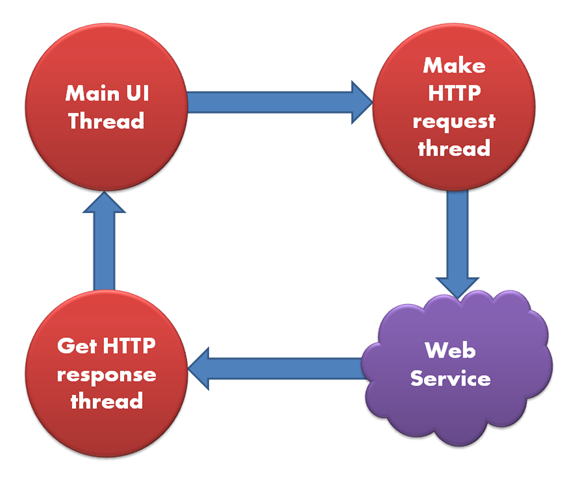 Main UI
Thread
Make
HTTP
request
thread
Get HTTP
response
thread
Web
Service